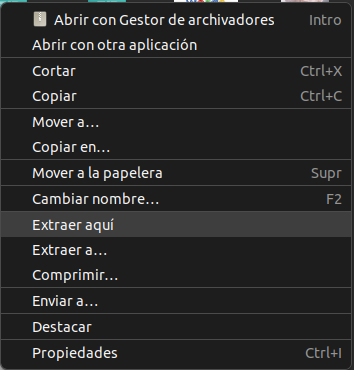 Abrir con Gestor de archivadores Intro
Abrir con otra aplicación
Cortar Ctrl+X
Copiar Ctrl+C
Mover a...
Copiar en...
Mover a la papelera Supr
Cambiar nombre... F2
Extraer aquí
Extraer a...
Comprimir...
Enviar a...
Destacar
Propiedades Ctrl+I